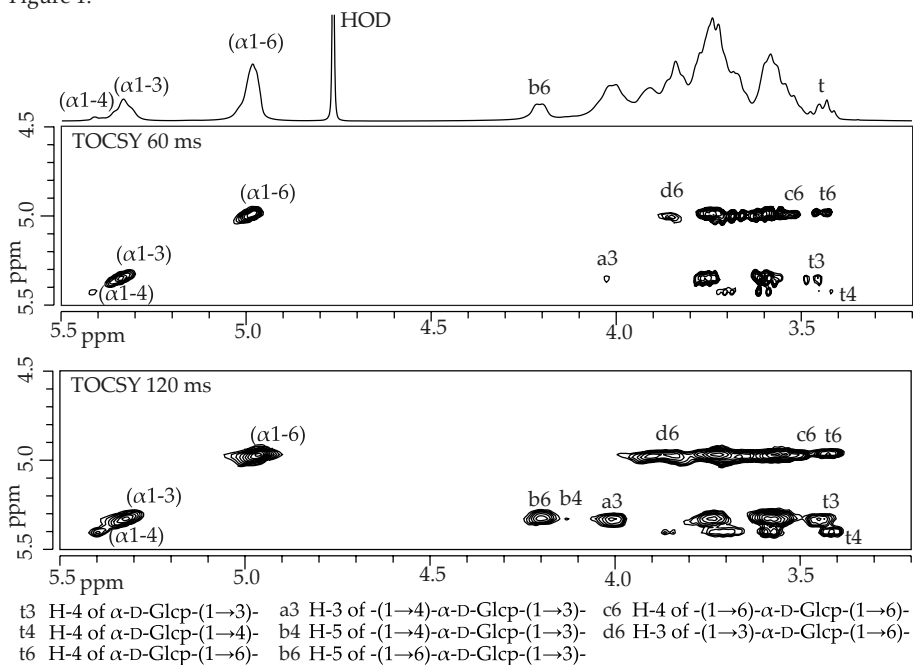 Figure 1.
HOD
(α1-6)
(α1-3)
(α1-4)
b6
t
4.5
TOCSY 60 ms
(α1-6)
d6
c6
t6
5.0
(α1-3)
a3
t3
ppm
(α1-4)
t4
5.5
5.5
5.0
4.5
4.0
3.5
ppm
4.5
TOCSY 120 ms
(α1-6)
d6
c6
t6
5.0
(α1-3)
b6
b4
a3
t3
ppm
(α1-4)
t4
5.5
5.5
5.0
4.5
4.0
3.5
ppm
t3 H-4 of α-D-Glcp-(1→3)- a3 H-3 of -(1→4)-α-D-Glcp-(1→3)- c6 H-4 of -(1→6)-α-D-Glcp-(1→6)-
t4 H-4 of α-D-Glcp-(1→4)- b4 H-5 of -(1→4)-α-D-Glcp-(1→3)- d6 H-3 of -(1→3)-α-D-Glcp-(1→6)-
t6 H-4 of α-D-Glcp-(1→6)- b6 H-5 of -(1→6)-α-D-Glcp-(1→3)-